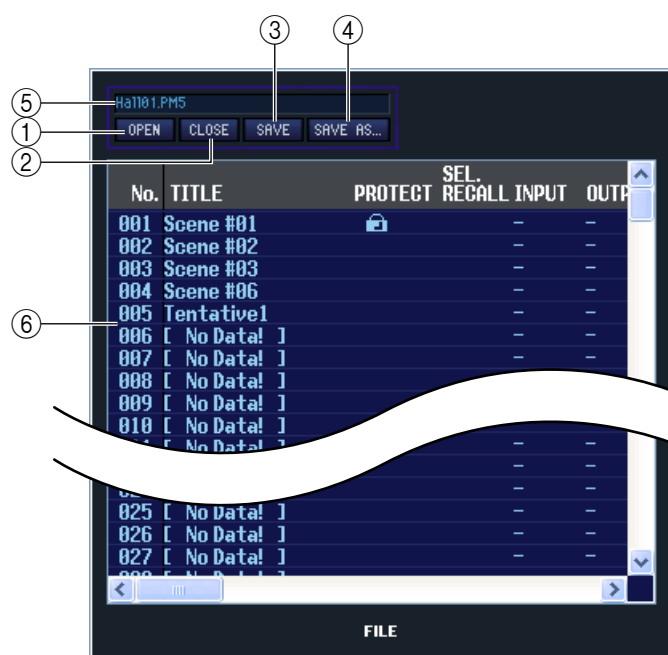 ③ ④
⑤ Hall01.PM5
① OPEN CLOSE SAVE SAVE AS...
②
No. TITLE PROTECT SEL. RECALL INPUT OUTP
001 Scene #01 – –
002 Scene #02 – –
003 Scene #03 – –
004 Scene #06 – –
005 Tentative1 – –
⑥
006 [ No Data! ] – –
007 [ No Data! ] – –
008 [ No Data! ] – –
009 [ No Data! ]
010 [ No Data! ]
[ No Data! ] – –
– –
– –
025 [ No Data! ] – –
026 [ No Data! ] – –
027 [ No Data! ] – –
FILE